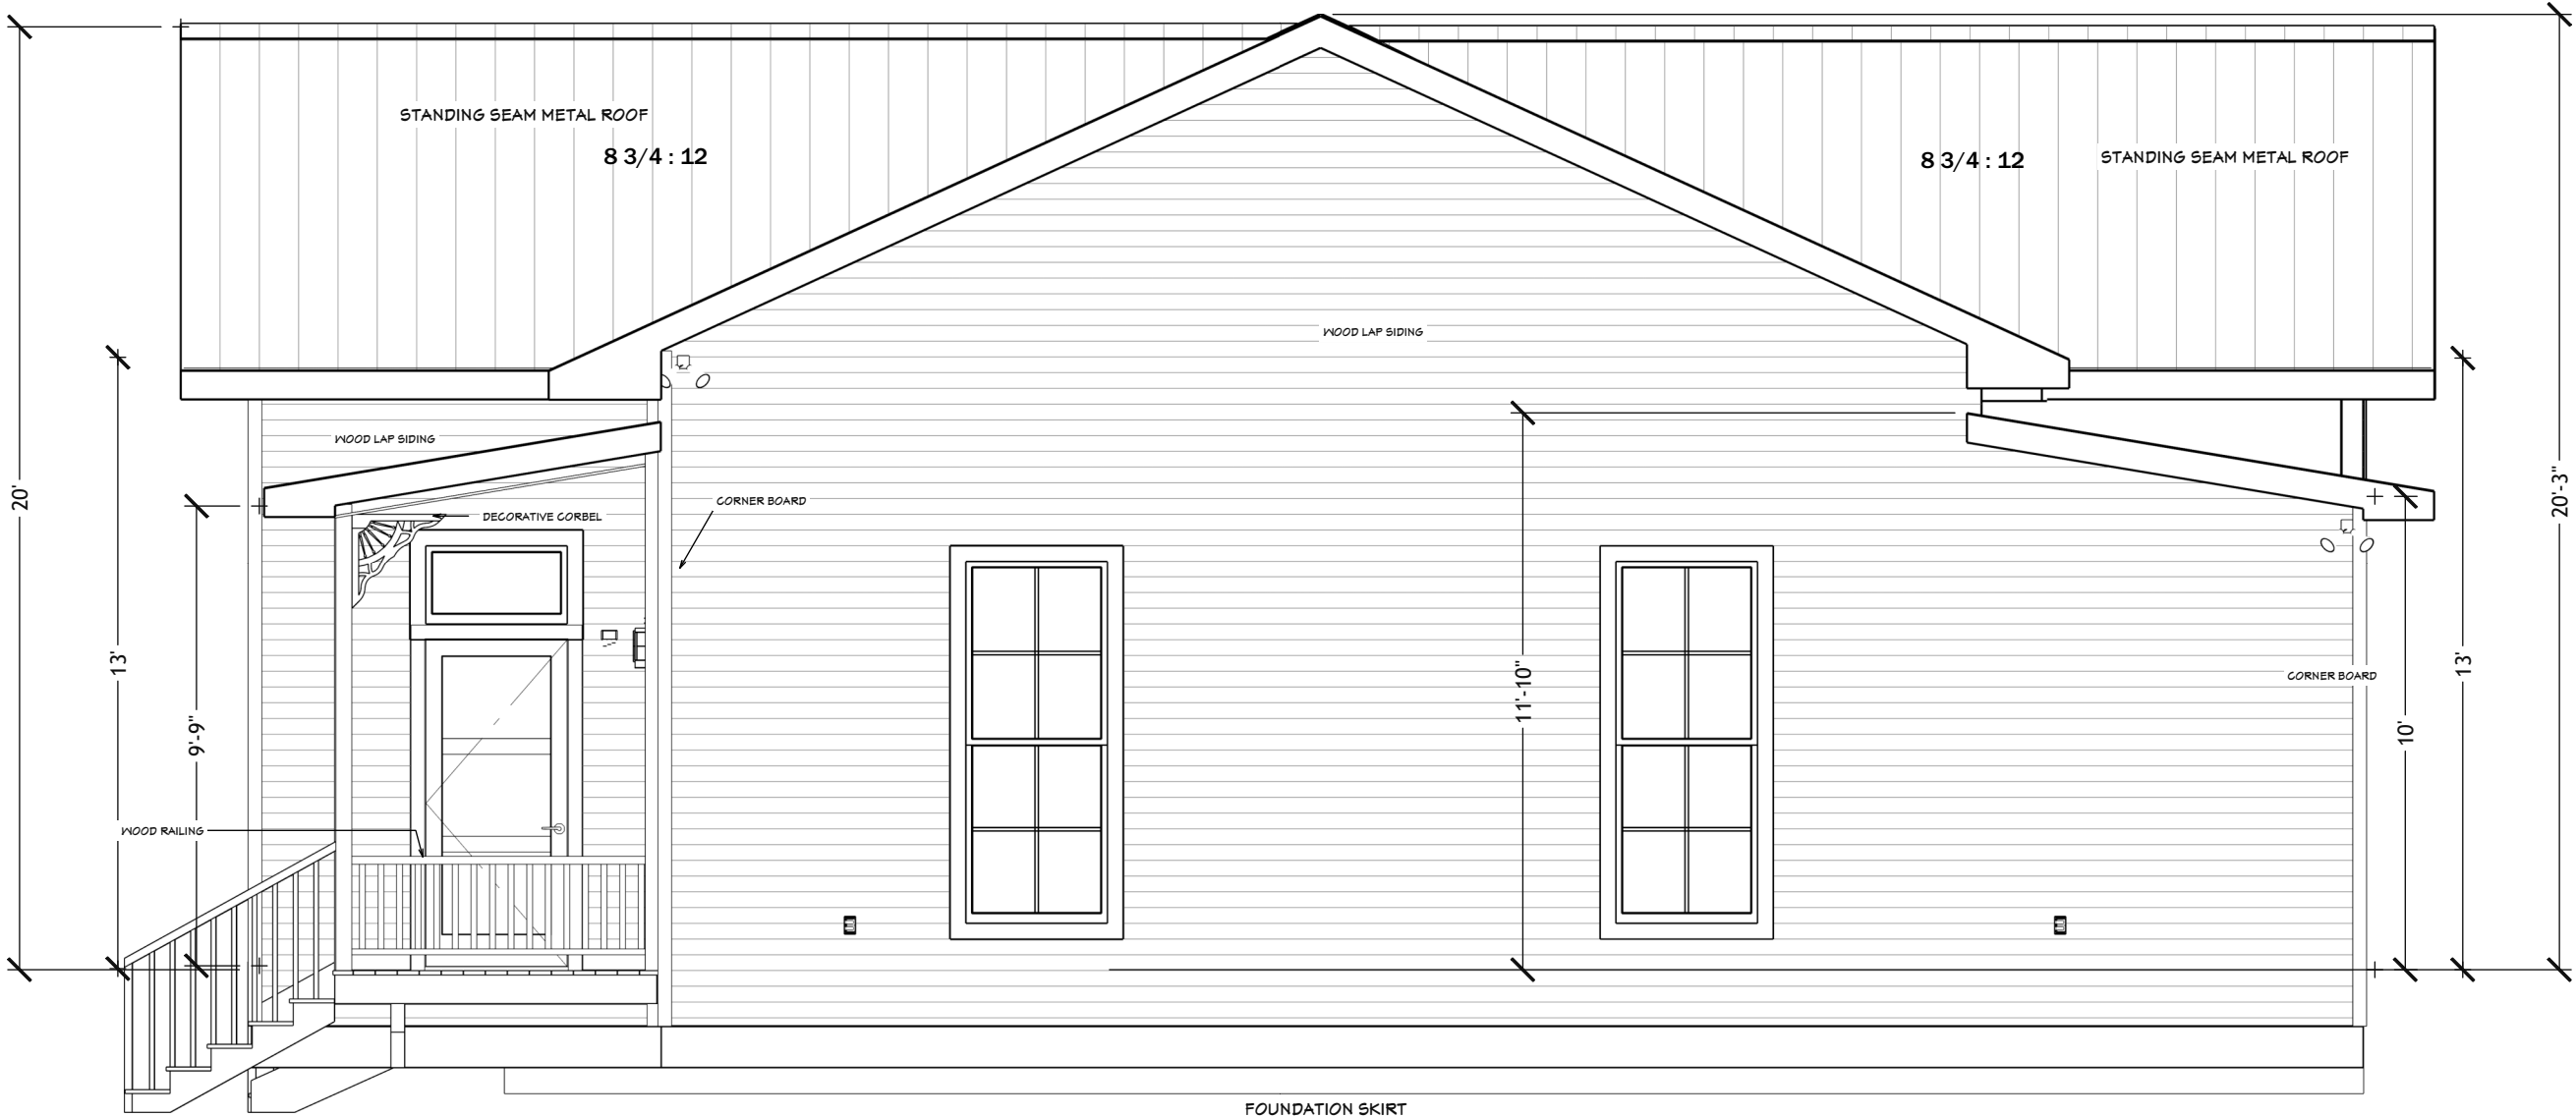 STANDING SEAM METAL ROOF
8 3/4 : 12
8 3/4 : 12
STANDING SEAM METAL ROOF
WOOD LAP SIDING
WOOD LAP SIDING
20'
20'-3"
CORNER BOARD
DECORATIVE CORBEL
13'
11'-10"
13'
CORNER BOARD
9'-9"
10'
WOOD RAILING
FOUNDATION SKIRT